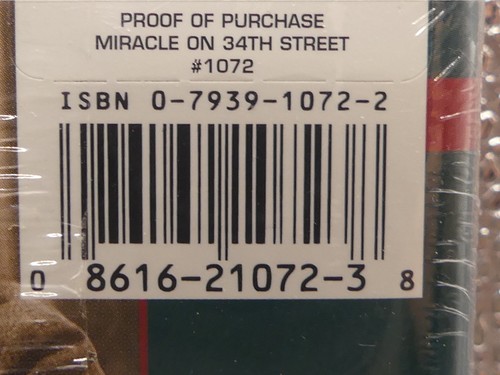 PROOF OF PURCHASE
MIRACLE ON 34TH STREET
#1072
ISBN 0-7939-1072-2
0 8616-21072-3 8